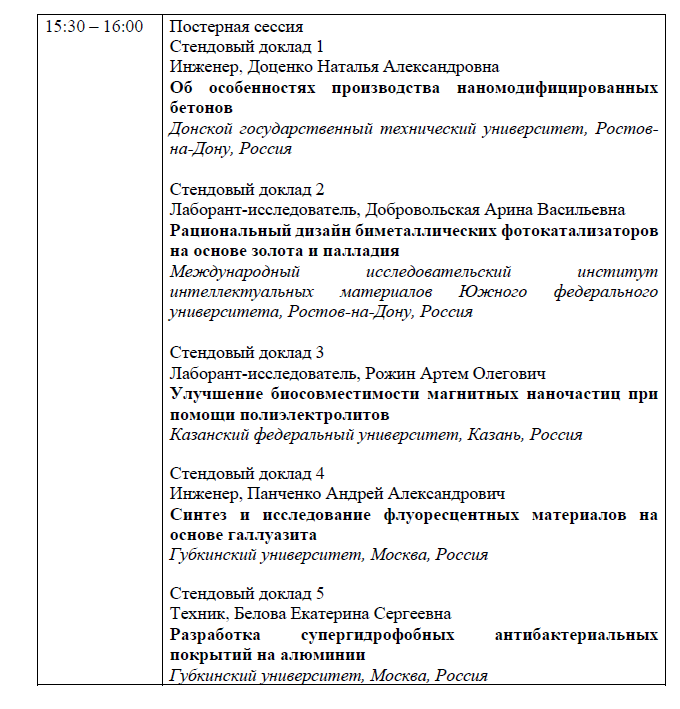 15:30 – 16:00
Постерная сессия
Стендовый доклад 1
Инженер, Доценко Наталья Александровна
Об особенностях производства наномодифицированных
бетонов
Донской государственный технический университет, Ростов-
на-Дону, Россия
Стендовый доклад 2
Лаборант-исследователь, Добровольская Арина Васильевна
Рациональный дизайн биметаллических фотокатализаторов
на основе золота и палладия
Международный исследовательский институт
интеллектуальных материалов Южного федерального
университета, Ростов-на-Дону, Россия
Стендовый доклад 3
Лаборант-исследователь, Рожин Артем Олегович
Улучшение биосовместимости магнитных наночастиц при
помощи полиэлектролитов
Казанский федеральный университет, Казань, Россия
Стендовый доклад 4
Инженер, Панченко Андрей Александрович
Синтез и исследование флуоресцентных материалов на
основе галлуазита
Губкинский университет, Москва, Россия
Стендовый доклад 5
Техник, Белова Екатерина Сергеевна
Разработка супергидрофобных антибактериальных
покрытий на алюминии
Губкинский университет, Москва, Россия